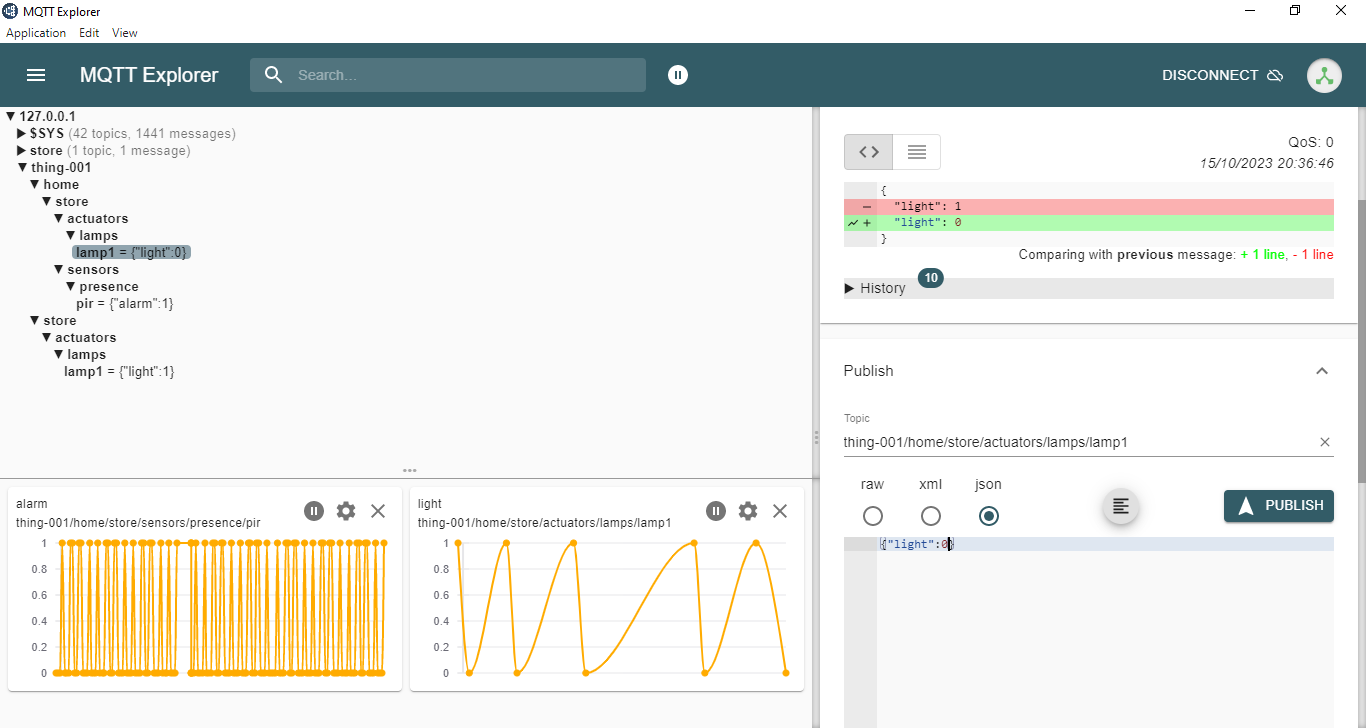 MQTT Explorer
Application Edit View
MQTT Explorer
Search...
DISCONNECT
▼ 127.0.0.1
▶ $SYS (42 topics, 1441 messages)
▶ store (1 topic, 1 message)
▼ thing-001
▼ home
▼ store
▼ actuators
▼ lamps
lamp1 = {"light":0}
▼ sensors
▼ presence
pir = {"alarm":1}
▼ store
▼ actuators
▼ lamps
lamp1 = {"light":1}
alarm
thing-001/home/store/sensors/presence/pir
1
0.8
0.6
0.4
0.2
0
light
thing-001/home/store/actuators/lamps/lamp1
1
0.8
0.6
0.4
0.2
0
QoS: 0
15/10/2023 20:36:46
{
- "light": 1
+ "light": 0
}
Comparing with previous message: + 1 line, - 1 line
▶ History 10
Publish
Topic
thing-001/home/store/actuators/lamps/lamp1
raw xml json
PUBLISH
{"light":0}